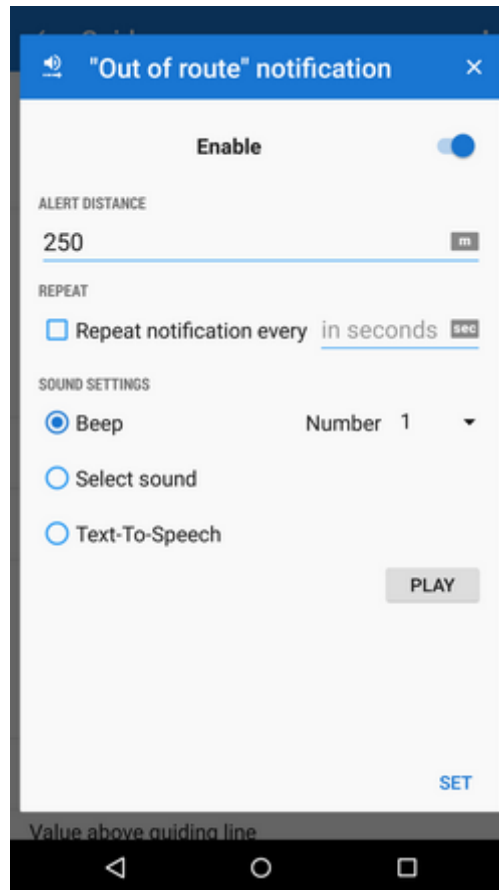 "Out of route" notification
Enable
ALERT DISTANCE
250 m
REPEAT
Repeat notification every in seconds sec
SOUND SETTINGS
Beep Number 1
Select sound
Text-To-Speech
PLAY
SET
Value above guiding line